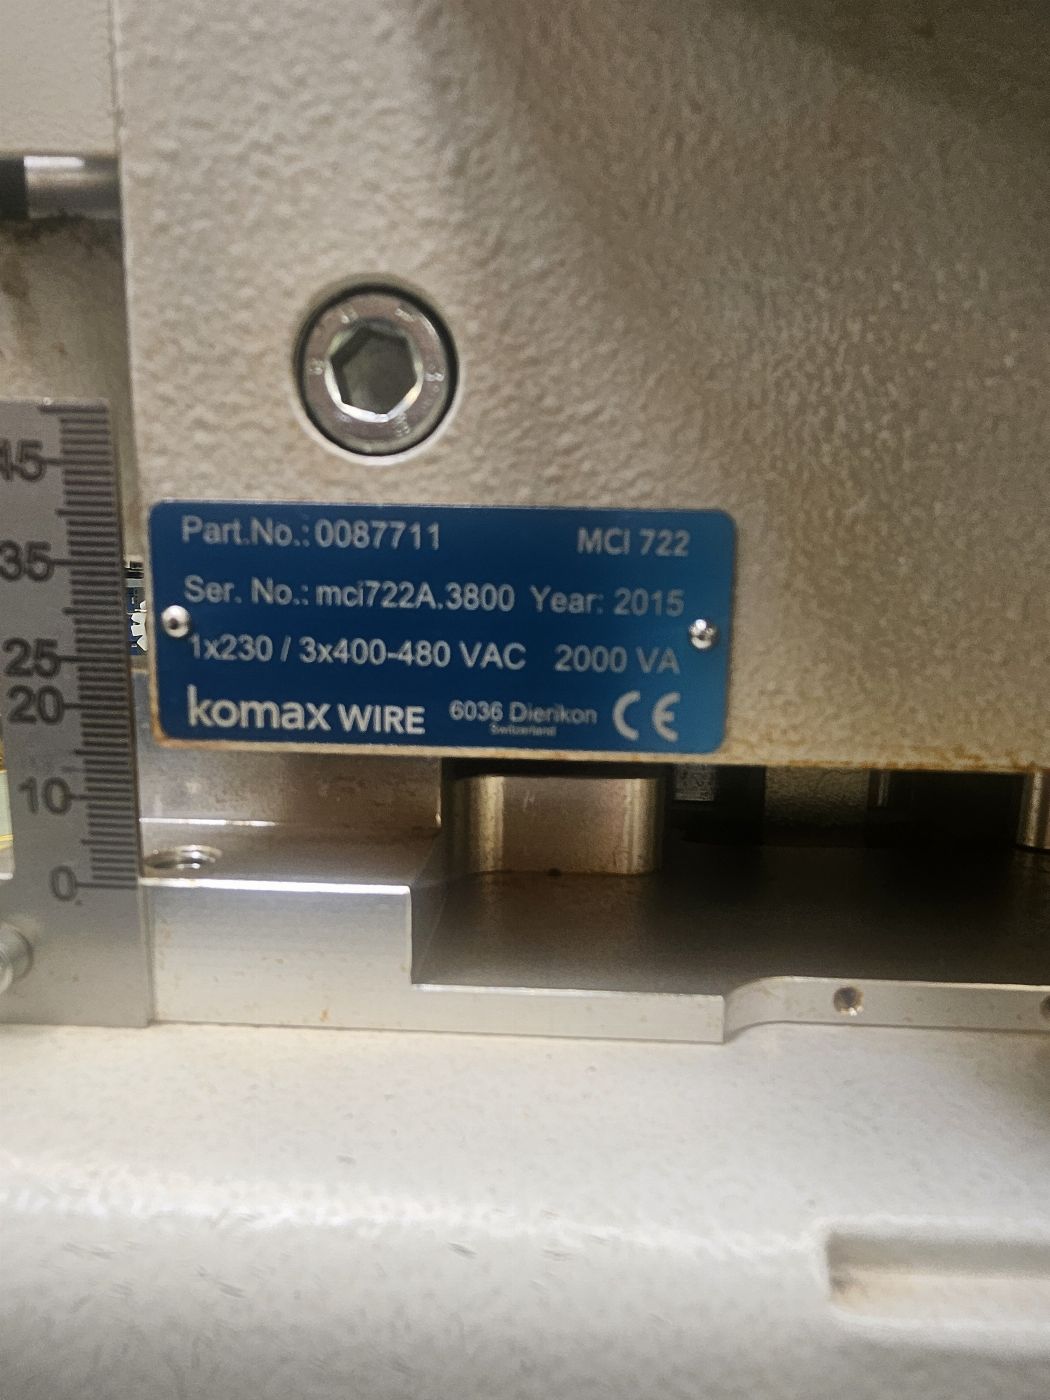 Part.No.: 0087711 MCI 722
Ser. No.: mci722A.3800 Year: 2015
1x230 / 3x400-480 VAC 2000 VA
komax WIRE 6036 Dierikon CE
Switzerland
45
35
25
20
10
0